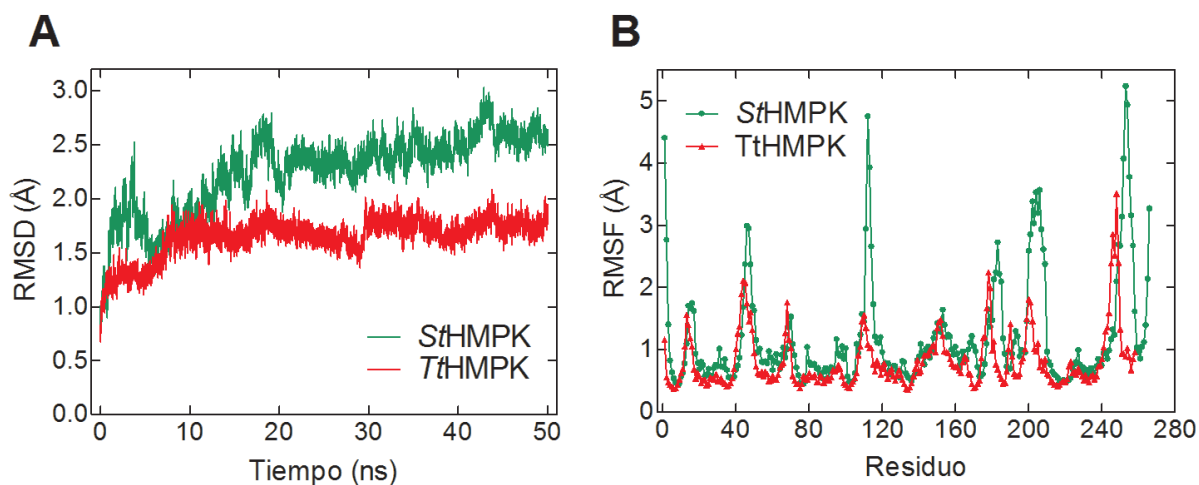 A
RMSD (Å)
3.0
2.5
2.0
1.5
1.0
0.5
0.0
StHMPK
TtHMPK
0 10 20 30 40 50
Tiempo (ns)
B
RMSF (Å)
5
4
3
2
1
0
StHMPK
TtHMPK
0 40 80 120 160 200 240 280
Residuo